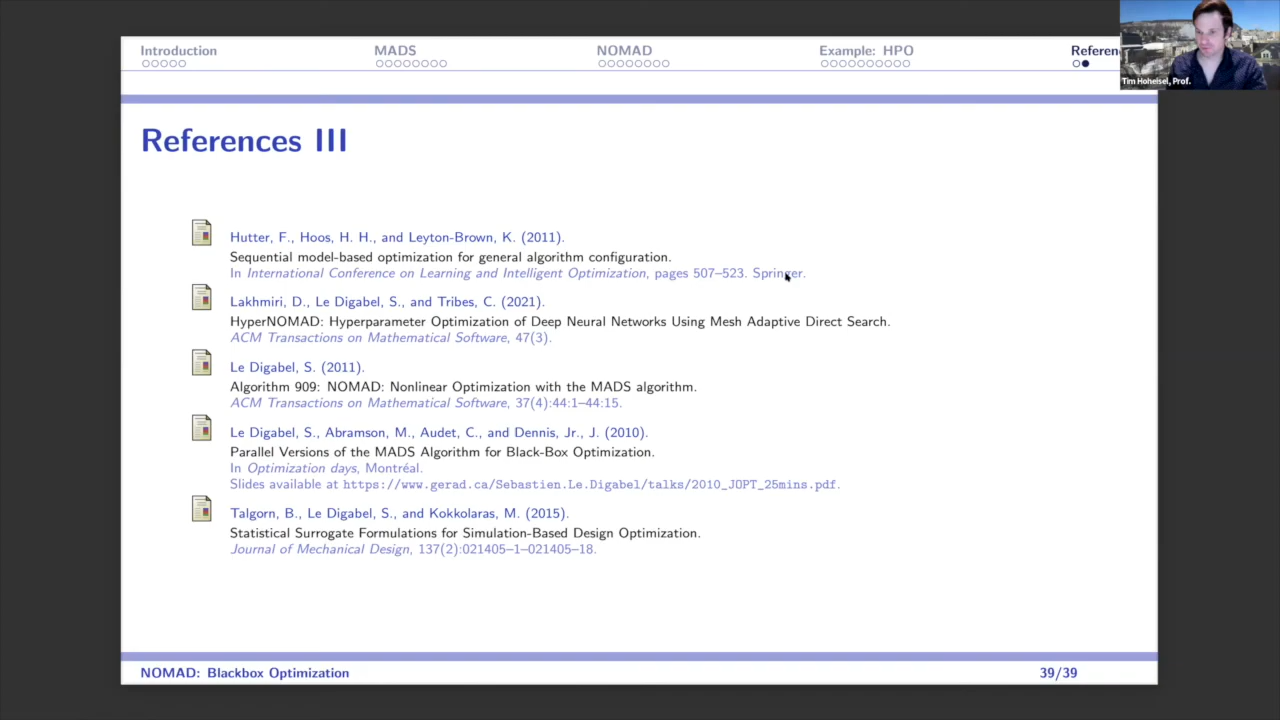 Introduction
MADS
NOMAD
Example: HPO
Referen
Tim Hoheisel, Prof.
References III
Hutter, F., Hoos, H. H., and Leyton-Brown, K. (2011).
Sequential model-based optimization for general algorithm configuration.
In International Conference on Learning and Intelligent Optimization, pages 507–523. Springer.
Lakhmiri, D., Le Digabel, S., and Tribes, C. (2021).
HyperNOMAD: Hyperparameter Optimization of Deep Neural Networks Using Mesh Adaptive Direct Search.
ACM Transactions on Mathematical Software, 47(3).
Le Digabel, S. (2011).
Algorithm 909: NOMAD: Nonlinear Optimization with the MADS algorithm.
ACM Transactions on Mathematical Software, 37(4):44:1–44:15.
Le Digabel, S., Abramson, M., Audet, C., and Dennis, Jr., J. (2010).
Parallel Versions of the MADS Algorithm for Black-Box Optimization.
In Optimization days, Montréal.
Slides available at https://www.gerad.ca/Sebastien.Le.Digabel/talks/2010_JOPT_25mins.pdf.
Talgorn, B., Le Digabel, S., and Kokkolaras, M. (2015).
Statistical Surrogate Formulations for Simulation-Based Design Optimization.
Journal of Mechanical Design, 137(2):021405–1–021405–18.
NOMAD: Blackbox Optimization
39/39